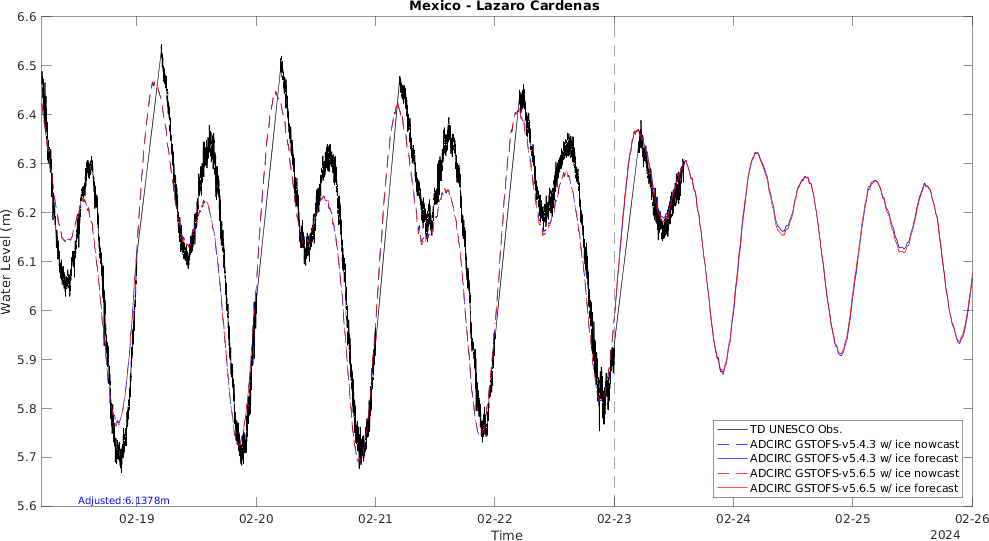 Mexico - Lazaro Cardenas
6.6
6.5
6.4
6.3
6.2
6.1
6
5.9
5.8
5.7
5.6
Water Level (m)
Adjusted:6.1378m
TD UNESCO Obs.
ADCIRC GSTOFS-v5.4.3 w/ ice nowcast
ADCIRC GSTOFS-v5.4.3 w/ ice forecast
ADCIRC GSTOFS-v5.6.5 w/ ice nowcast
ADCIRC GSTOFS-v5.6.5 w/ ice forecast
02-19 02-20 02-21 02-22 02-23 02-24 02-25 02-26
Time
2024